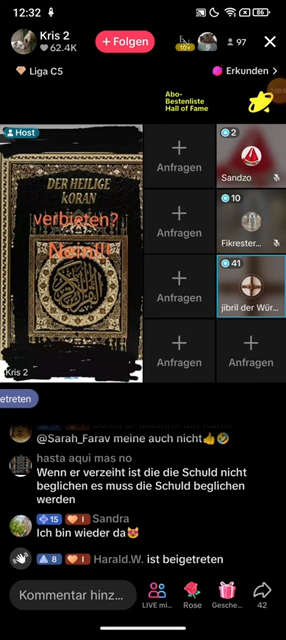 12:32
86
Kris 2
62.4K
+ Folgen
10+
97
Liga C5
Erkunden >
Abo-
Bestenliste
Hall of Fame
Host
DER HEILIGE
KORAN
verbieten?
Nein!!
Kris 2
Anfragen
Anfragen
Anfragen
Anfragen
Anfragen
2
Sandzo
10
Fikrester...
41
jibril der Wür...
etreten
@Sarah_Farav meine auch nicht👍🤣
hasta aqui mas no
Wenn er verzeiht ist die die Schuld nicht
beglichen es muss die Schuld beglichen
werden
15 1 Sandra
Ich bin wieder da😻
8 1 Harald.W. ist beigetreten
Kommentar hinz...
LIVE mi...
Rose
Gesche...
42